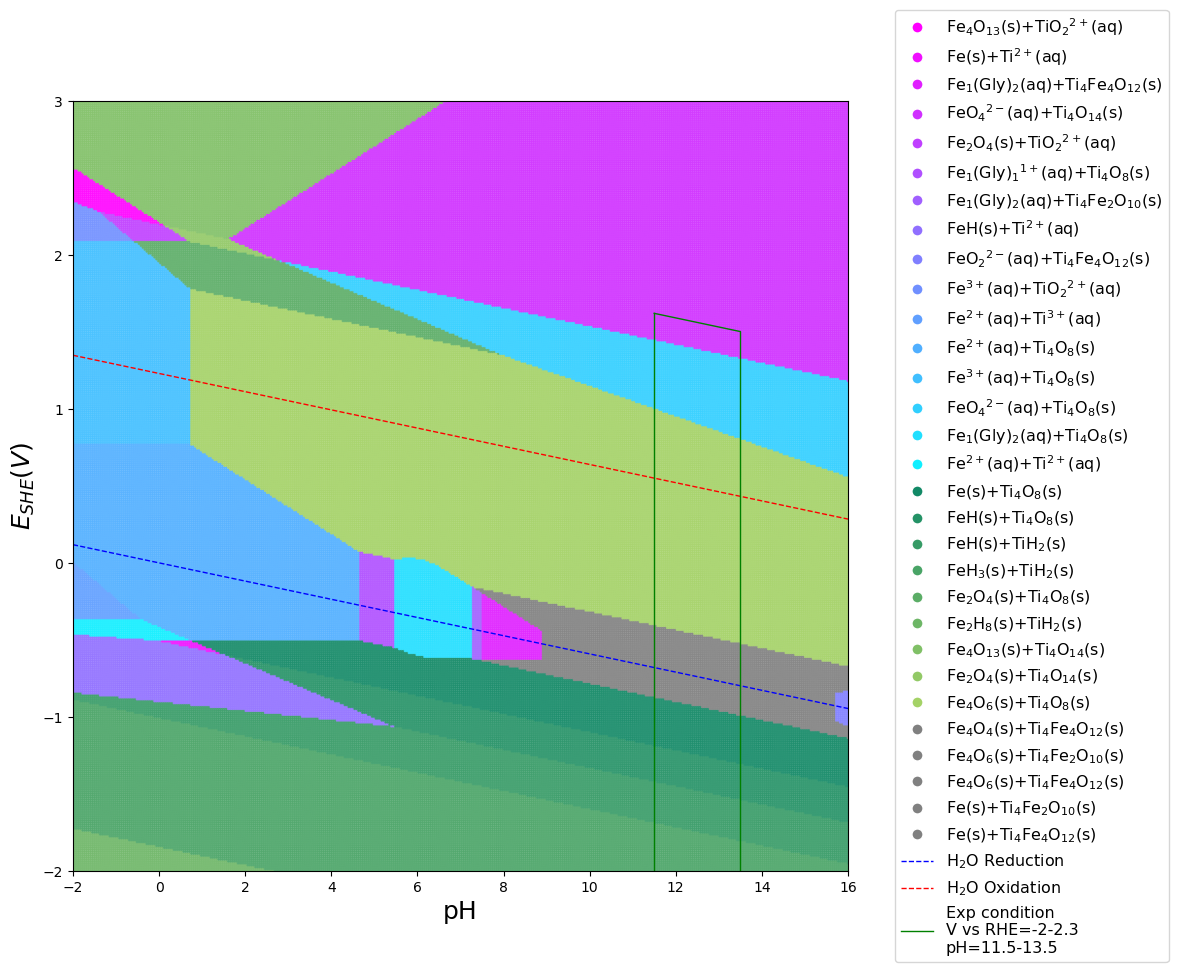 3
2
1
0
−1
−2
−2
0
2
4
6
8
10
12
14
16
E_{SHE}(V)
pH
Fe₄O₁₃(s)+TiO₂²⁺(aq)
Fe(s)+Ti²⁺(aq)
Fe₁(Gly)₂(aq)+Ti₄Fe₄O₁₂(s)
FeO₄²⁻(aq)+Ti₄O₁₄(s)
Fe₂O₄(s)+TiO₂²⁺(aq)
Fe₁(Gly)₁¹⁺(aq)+Ti₄O₈(s)
Fe₁(Gly)₂(aq)+Ti₄Fe₂O₁₀(s)
FeH(s)+Ti²⁺(aq)
FeO₂²⁻(aq)+Ti₄Fe₄O₁₂(s)
Fe³⁺(aq)+TiO₂²⁺(aq)
Fe²⁺(aq)+Ti³⁺(aq)
Fe²⁺(aq)+Ti₄O₈(s)
Fe³⁺(aq)+Ti₄O₈(s)
FeO₄²⁻(aq)+Ti₄O₈(s)
Fe₁(Gly)₂(aq)+Ti₄O₈(s)
Fe²⁺(aq)+Ti²⁺(aq)
Fe(s)+Ti₄O₈(s)
FeH(s)+Ti₄O₈(s)
FeH(s)+TiH₂(s)
FeH₃(s)+TiH₂(s)
Fe₂O₄(s)+Ti₄O₈(s)
Fe₂H₈(s)+TiH₂(s)
Fe₄O₁₃(s)+Ti₄O₁₄(s)
Fe₂O₄(s)+Ti₄O₁₄(s)
Fe₄O₆(s)+Ti₄O₈(s)
Fe₄O₄(s)+Ti₄Fe₄O₁₂(s)
Fe₄O₆(s)+Ti₄Fe₂O₁₀(s)
Fe₄O₆(s)+Ti₄Fe₄O₁₂(s)
Fe(s)+Ti₄Fe₂O₁₀(s)
Fe(s)+Ti₄Fe₄O₁₂(s)
H₂O Reduction
H₂O Oxidation
Exp condition
V vs RHE=-2-2.3
pH=11.5-13.5